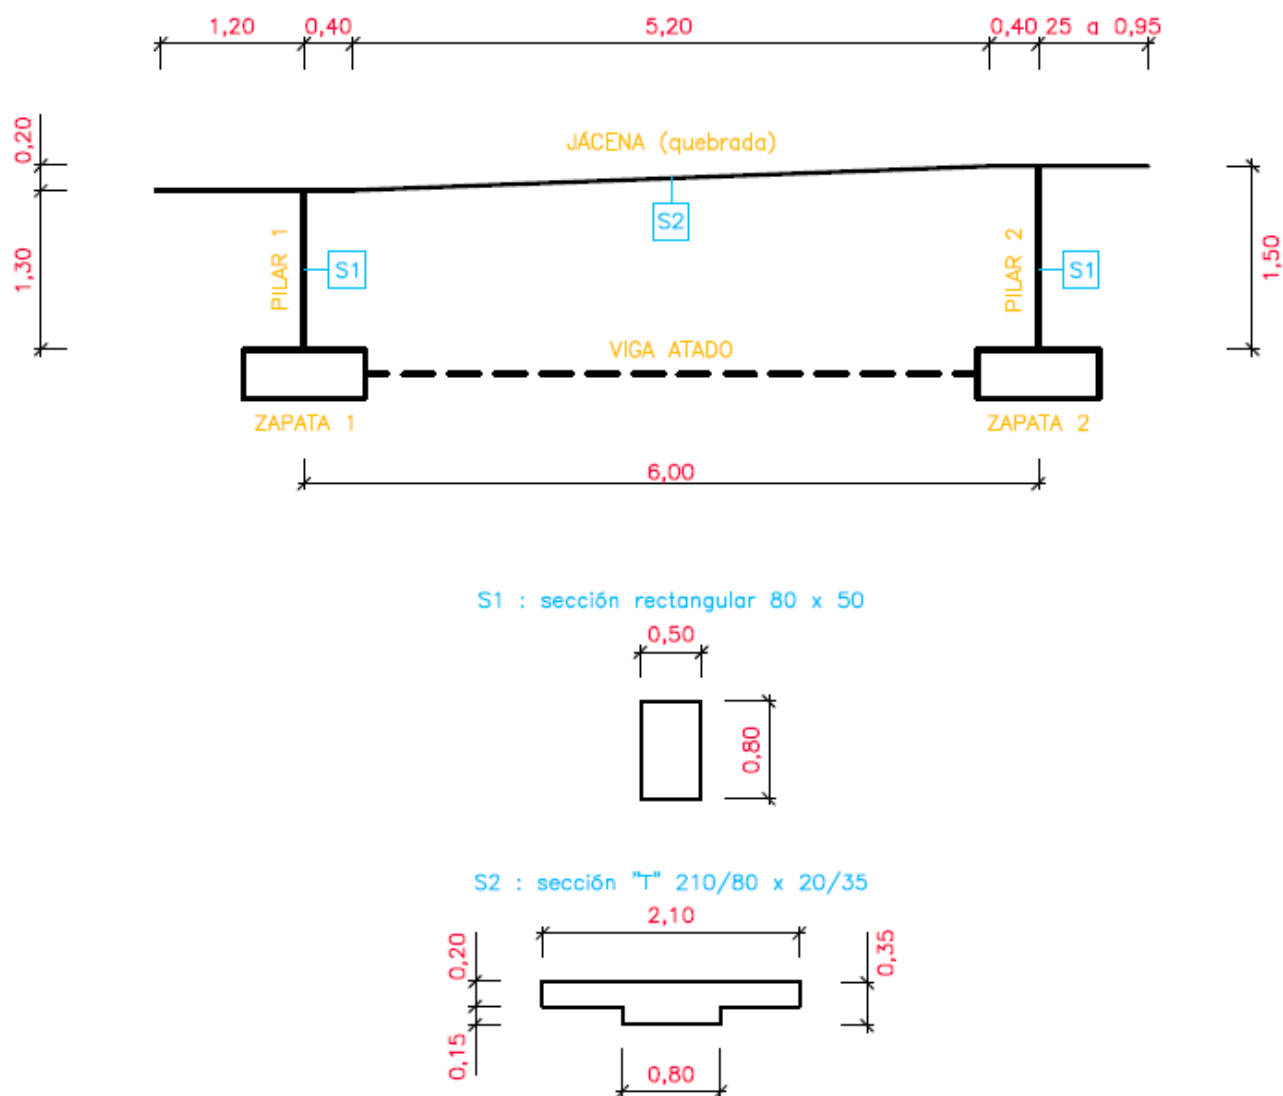 1,20 0,40 5,20 0,40 25 a 0,95
0,20
JÁCENA (quebrada)
S2
1,30
PILAR 1
S1
PILAR 2
S1
1,50
VIGA ATADO
ZAPATA 1
ZAPATA 2
6,00
S1 : sección rectangular 80 x 50
0,50
0,80
S2 : sección "T" 210/80 x 20/35
2,10
0,20
0,35
0,15
0,80